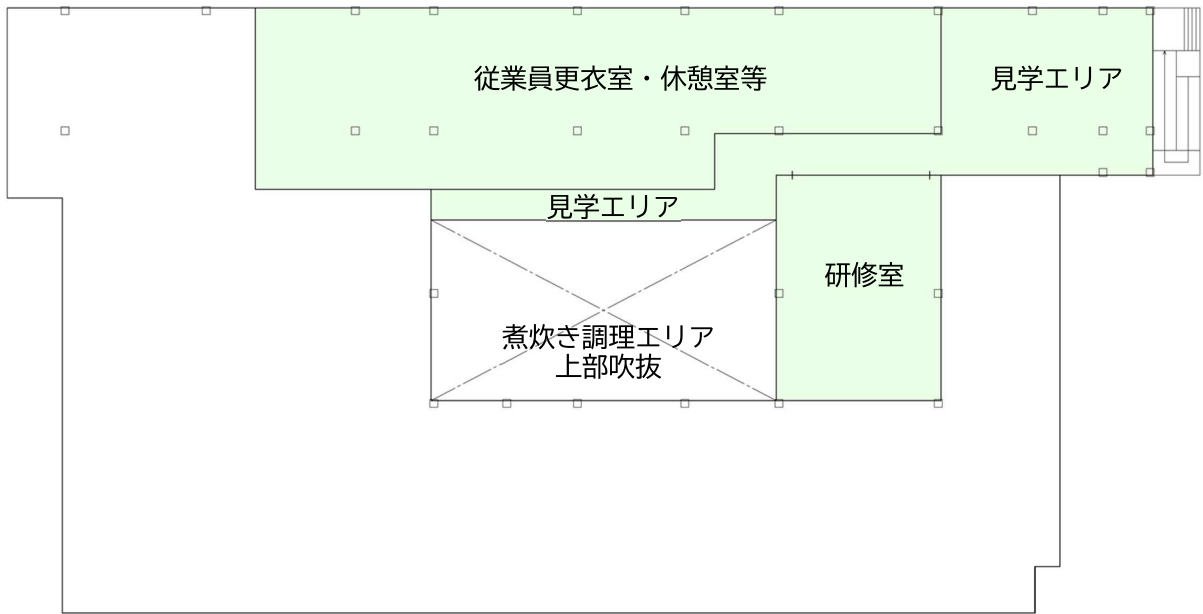 従業員更衣室・休憩室等
見学エリア
見学エリア
研修室
煮炊き調理エリア
上部吹抜